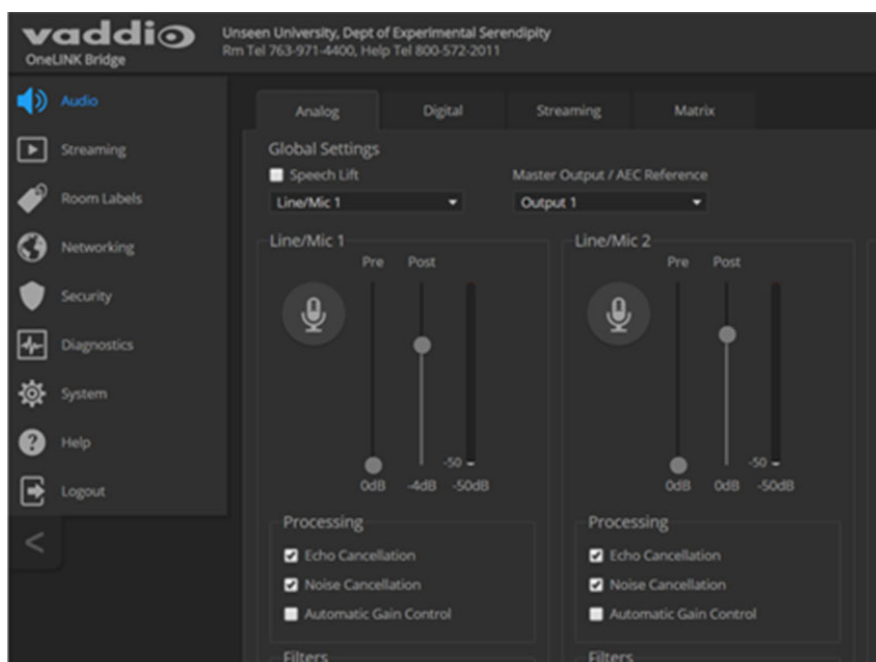 vaddio
OneLINK Bridge
Unseen University, Dept of Experimental Serendipity
Rm Tel 763-971-4400, Help Tel 800-572-2011
Audio
Streaming
Room Labels
Networking
Security
Diagnostics
System
?
Help
Logout
<
Analog Digital Streaming Matrix
Global Settings
Speech Lift Master Output / AEC Reference
Line/Mic 1 Output 1
Line/Mic 1
Pre Post
-50
0dB -4dB -50dB
Processing
Echo Cancellation
Noise Cancellation
Automatic Gain Control
Filters
Line/Mic 2
Pre Post
-50
0dB 0dB -50dB
Processing
Echo Cancellation
Noise Cancellation
Automatic Gain Control
Filters